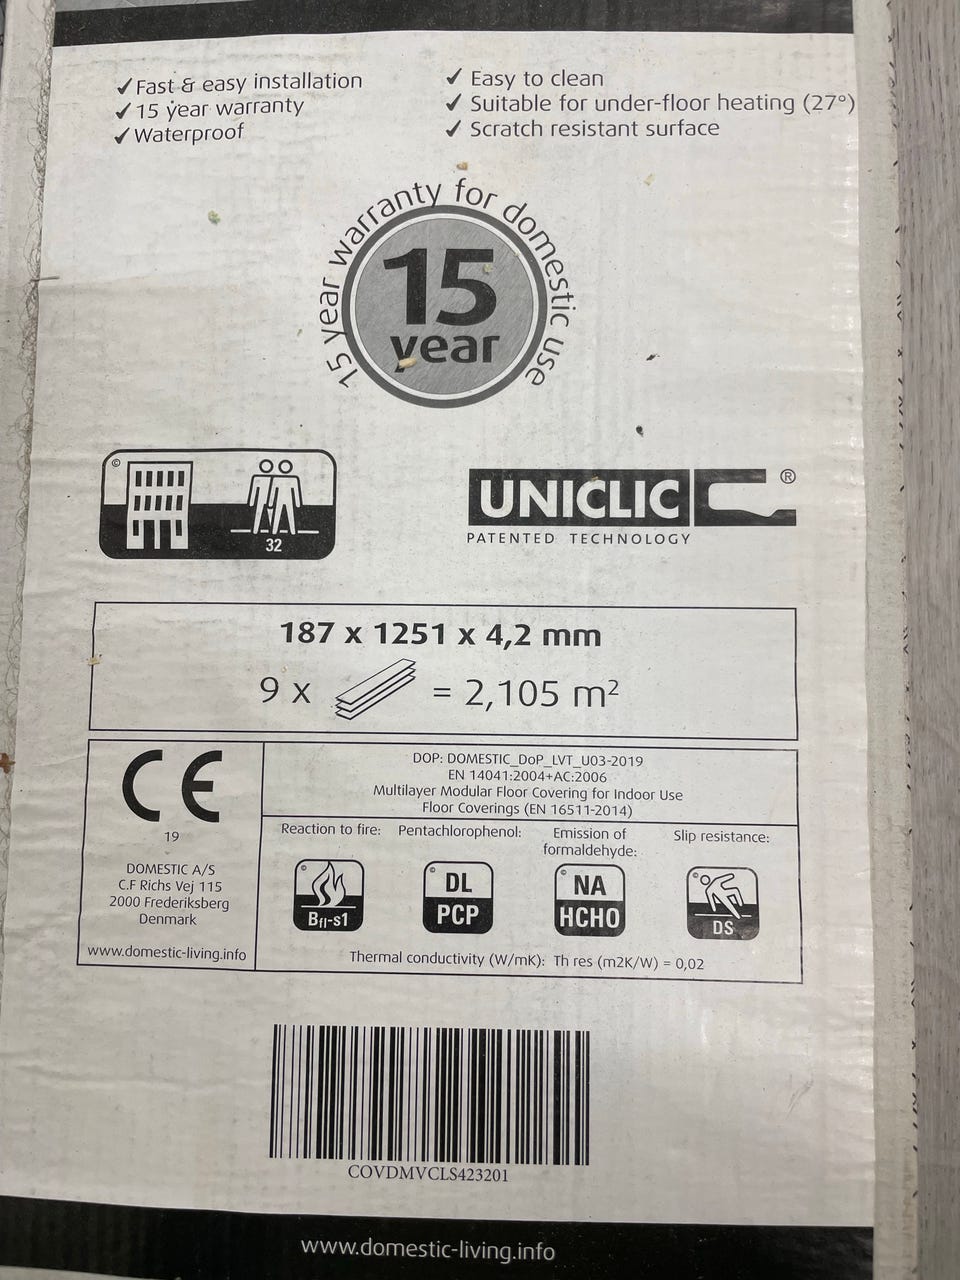 ✓ Fast & easy installation
✓ 15 year warranty
✓ Waterproof
✓ Easy to clean
✓ Suitable for under-floor heating (27°)
✓ Scratch resistant surface
15 year warranty for domestic use
15
year
©
32
UNICLIC ®
PATENTED TECHNOLOGY
187 x 1251 x 4,2 mm
9 x = 2,105 m²
CE
19
DOMESTIC A/S
C.F Richs Vej 115
2000 Frederiksberg
Denmark
www.domestic-living.info
DOP: DOMESTIC_DoP_LVT_U03-2019
EN 14041:2004+AC:2006
Multilayer Modular Floor Covering for Indoor Use
Floor Coverings (EN 16511-2014)
Reaction to fire:
©
Bfl-s1
Pentachlorophenol:
©
DL
PCP
Emission of
formaldehyde:
©
NA
HCHO
Slip resistance:
©
DS
Thermal conductivity (W/mK): Th res (m2K/W) = 0,02
COVDMVCLS423201
www.domestic-living.info